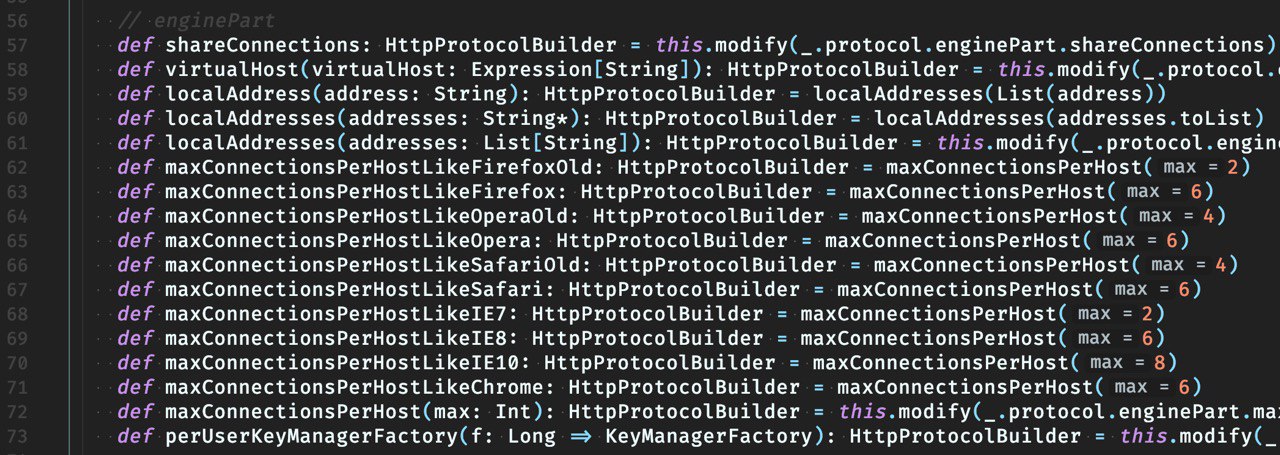 56 // enginePart
57 def shareConnections: HttpProtocolBuilder = this.modify(_.protocol.enginePart.shareConnections)
58 def virtualHost(virtualHost: Expression[String]): HttpProtocolBuilder = this.modify(_.protocol.
59 def localAddress(address: String): HttpProtocolBuilder = localAddresses(List(address))
60 def localAddresses(addresses: String*): HttpProtocolBuilder = localAddresses(addresses.toList)
61 def localAddresses(addresses: List[String]): HttpProtocolBuilder = this.modify(_.protocol.engine
62 def maxConnectionsPerHostLikeFirefoxOld: HttpProtocolBuilder = maxConnectionsPerHost( max = 2)
63 def maxConnectionsPerHostLikeFirefox: HttpProtocolBuilder = maxConnectionsPerHost( max = 6)
64 def maxConnectionsPerHostLikeOperaOld: HttpProtocolBuilder = maxConnectionsPerHost( max = 4)
65 def maxConnectionsPerHostLikeOpera: HttpProtocolBuilder = maxConnectionsPerHost( max = 6)
66 def maxConnectionsPerHostLikeSafariOld: HttpProtocolBuilder = maxConnectionsPerHost( max = 4)
67 def maxConnectionsPerHostLikeSafari: HttpProtocolBuilder = maxConnectionsPerHost( max = 6)
68 def maxConnectionsPerHostLikeIE7: HttpProtocolBuilder = maxConnectionsPerHost( max = 2)
69 def maxConnectionsPerHostLikeIE8: HttpProtocolBuilder = maxConnectionsPerHost( max = 6)
70 def maxConnectionsPerHostLikeIE10: HttpProtocolBuilder = maxConnectionsPerHost( max = 8)
71 def maxConnectionsPerHostLikeChrome: HttpProtocolBuilder = maxConnectionsPerHost( max = 6)
72 def maxConnectionsPerHost(max: Int): HttpProtocolBuilder = this.modify(_.protocol.enginePart.ma
73 def perUserKeyManagerFactory(f: Long => KeyManagerFactory): HttpProtocolBuilder = this.modify(_